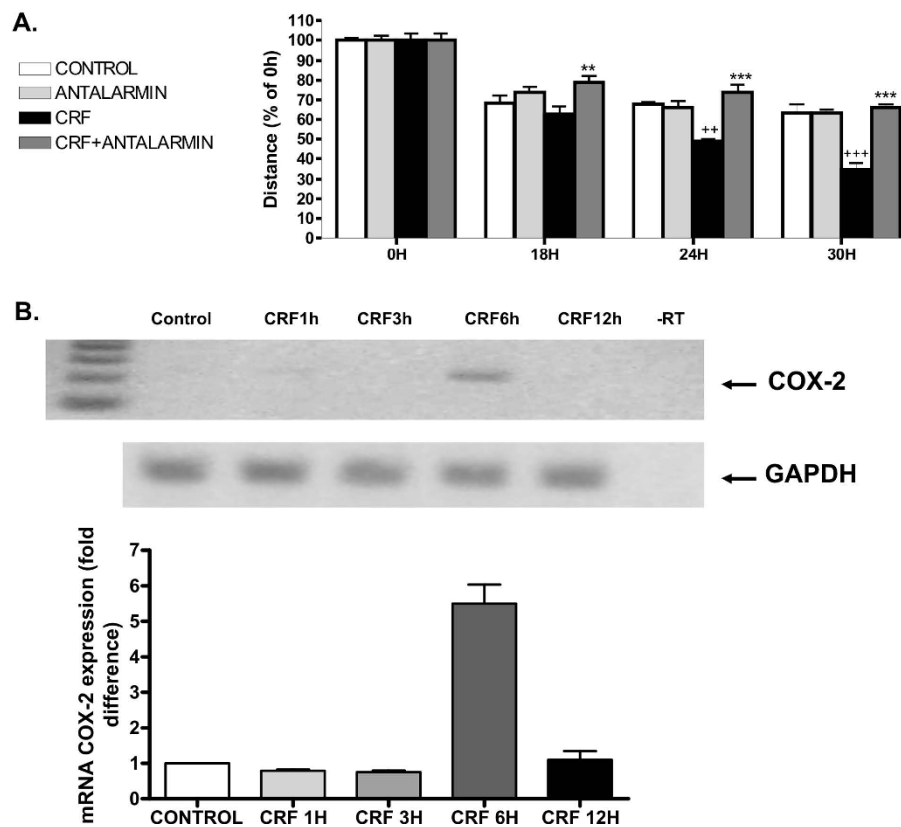 A.
CONTROL
ANTALARMIN
CRF
CRF+ANTALARMIN
Distance (% of 0h)
110
100
90
80
70
60
50
40
30
20
10
0
** 
++
***
+++
***
0H 18H 24H 30H
B.
Control CRF1h CRF3h CRF6h CRF12h -RT
COX-2
GAPDH
mRNA COX-2 expression (fold
difference)
7
6
5
4
3
2
1
0
CONTROL CRF 1H CRF 3H CRF 6H CRF 12H